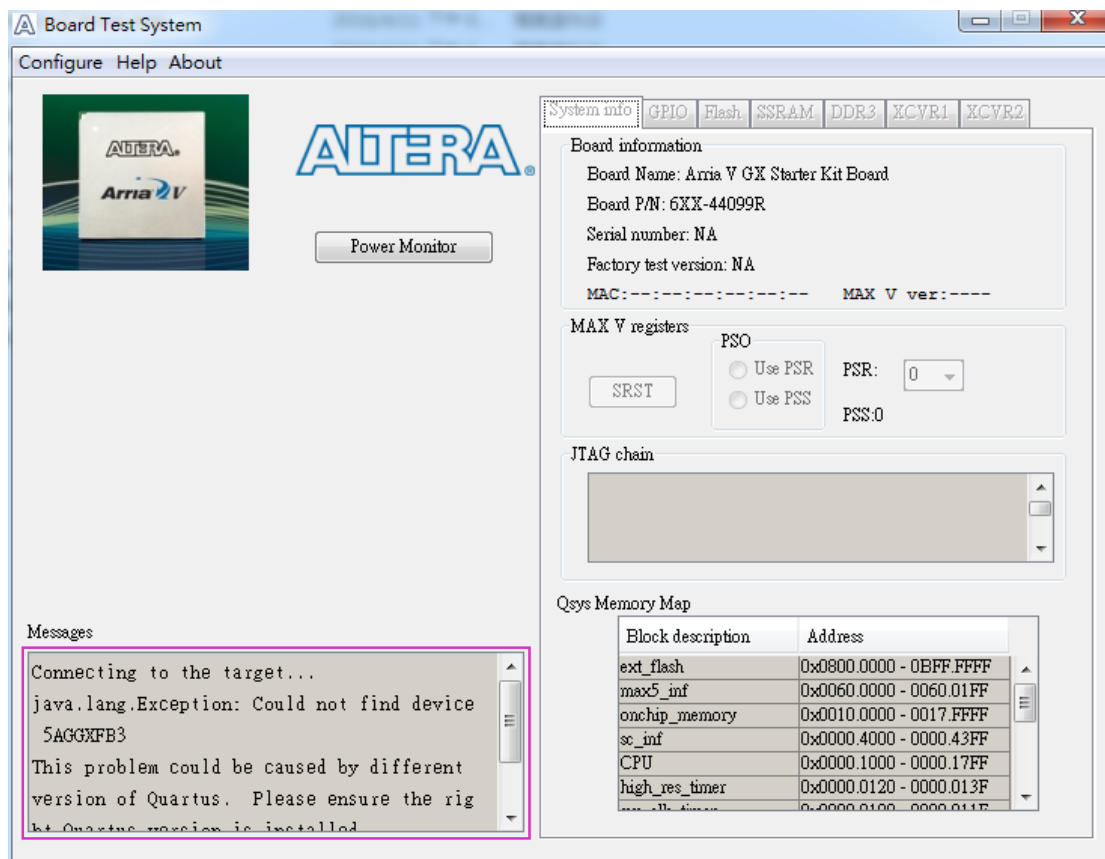 Board Test System
Configure Help About
ALTERA.
Arria V
ALTERA®
Power Monitor
System info GPIO Flash SSRAM DDR3 XCVR1 XCVR2
Board information
Board Name: Arria V GX Starter Kit Board
Board P/N: 6XX-44099R
Serial number: NA
Factory test version: NA
MAC:--:--:--:--:--:-- MAX V ver:----
MAX V registers
PSO
SRST
Use PSR
Use PSS
PSR: 0
PSS:0
JTAG chain
Qsys Memory Map
Block description Address
ext_flash 0x0800.0000 - 0BFF.FFFF
max5_inf 0x0060.0000 - 0060.01FF
onchip_memory 0x0010.0000 - 0017.FFFF
sc_inf 0x0000.4000 - 0000.43FF
CPU 0x0000.1000 - 0000.17FF
high_res_timer 0x0000.0120 - 0000.013F
Messages
Connecting to the target...
java.lang.Exception: Could not find device
5AGGXFB3
This problem could be caused by different
version of Quartus. Please ensure the rig
ht Quartus version is installed